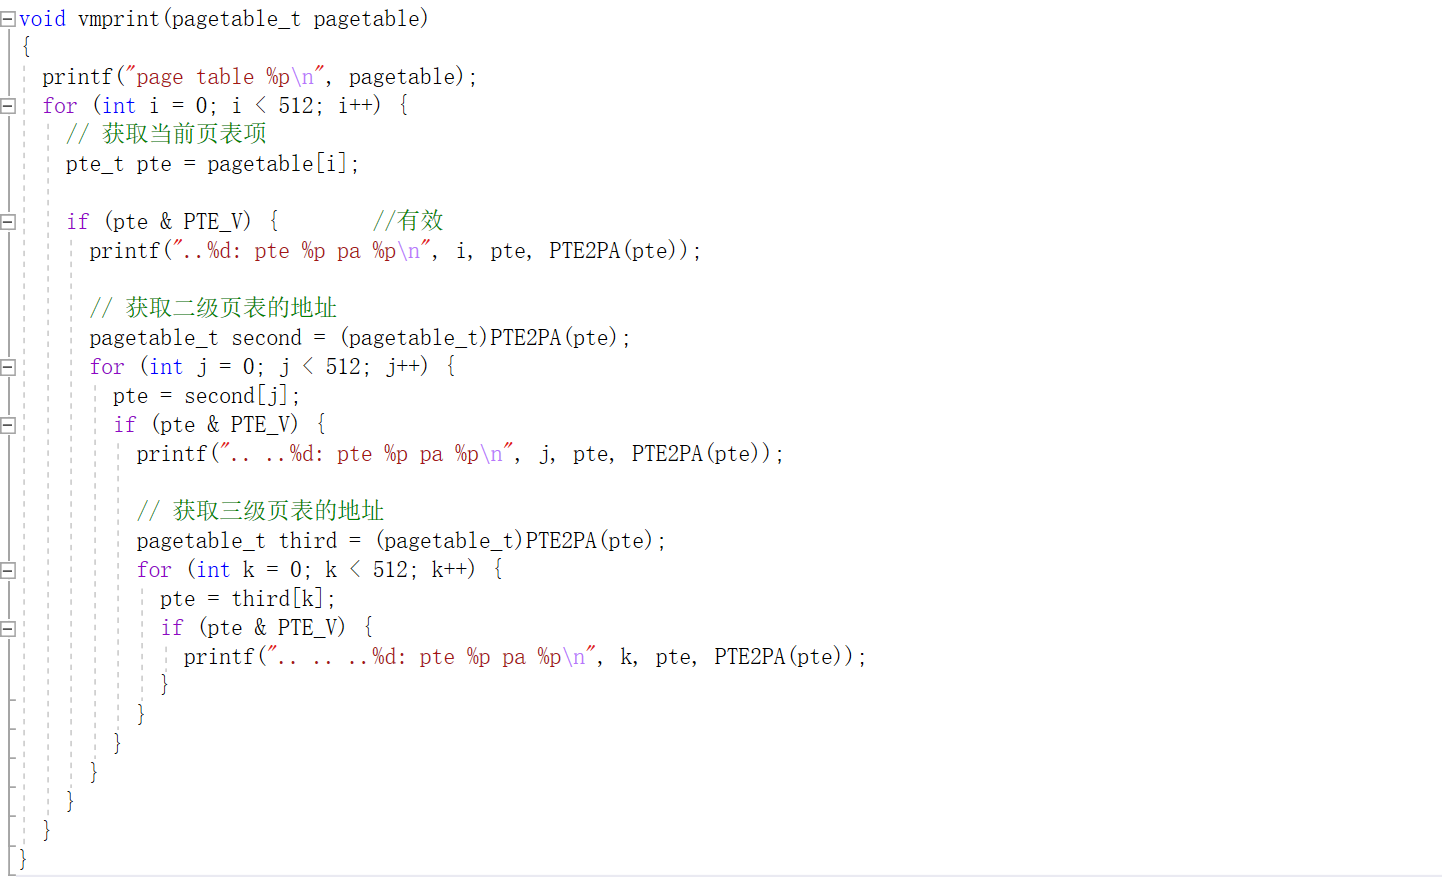 void vmprint(pagetable_t pagetable)
{
  printf("page table %p\n", pagetable);
  for (int i = 0; i < 512; i++) {
    // 获取当前页表项
    pte_t pte = pagetable[i];

    if (pte & PTE_V) {        //有效
      printf("..%d: pte %p pa %p\n", i, pte, PTE2PA(pte));

      // 获取二级页表的地址
      pagetable_t second = (pagetable_t)PTE2PA(pte);
      for (int j = 0; j < 512; j++) {
        pte = second[j];
        if (pte & PTE_V) {
          printf(".. ..%d: pte %p pa %p\n", j, pte, PTE2PA(pte));

          // 获取三级页表的地址
          pagetable_t third = (pagetable_t)PTE2PA(pte);
          for (int k = 0; k < 512; k++) {
            pte = third[k];
            if (pte & PTE_V) {
              printf(".. .. ..%d: pte %p pa %p\n", k, pte, PTE2PA(pte));
            }
          }
        }
      }
    }
  }
}